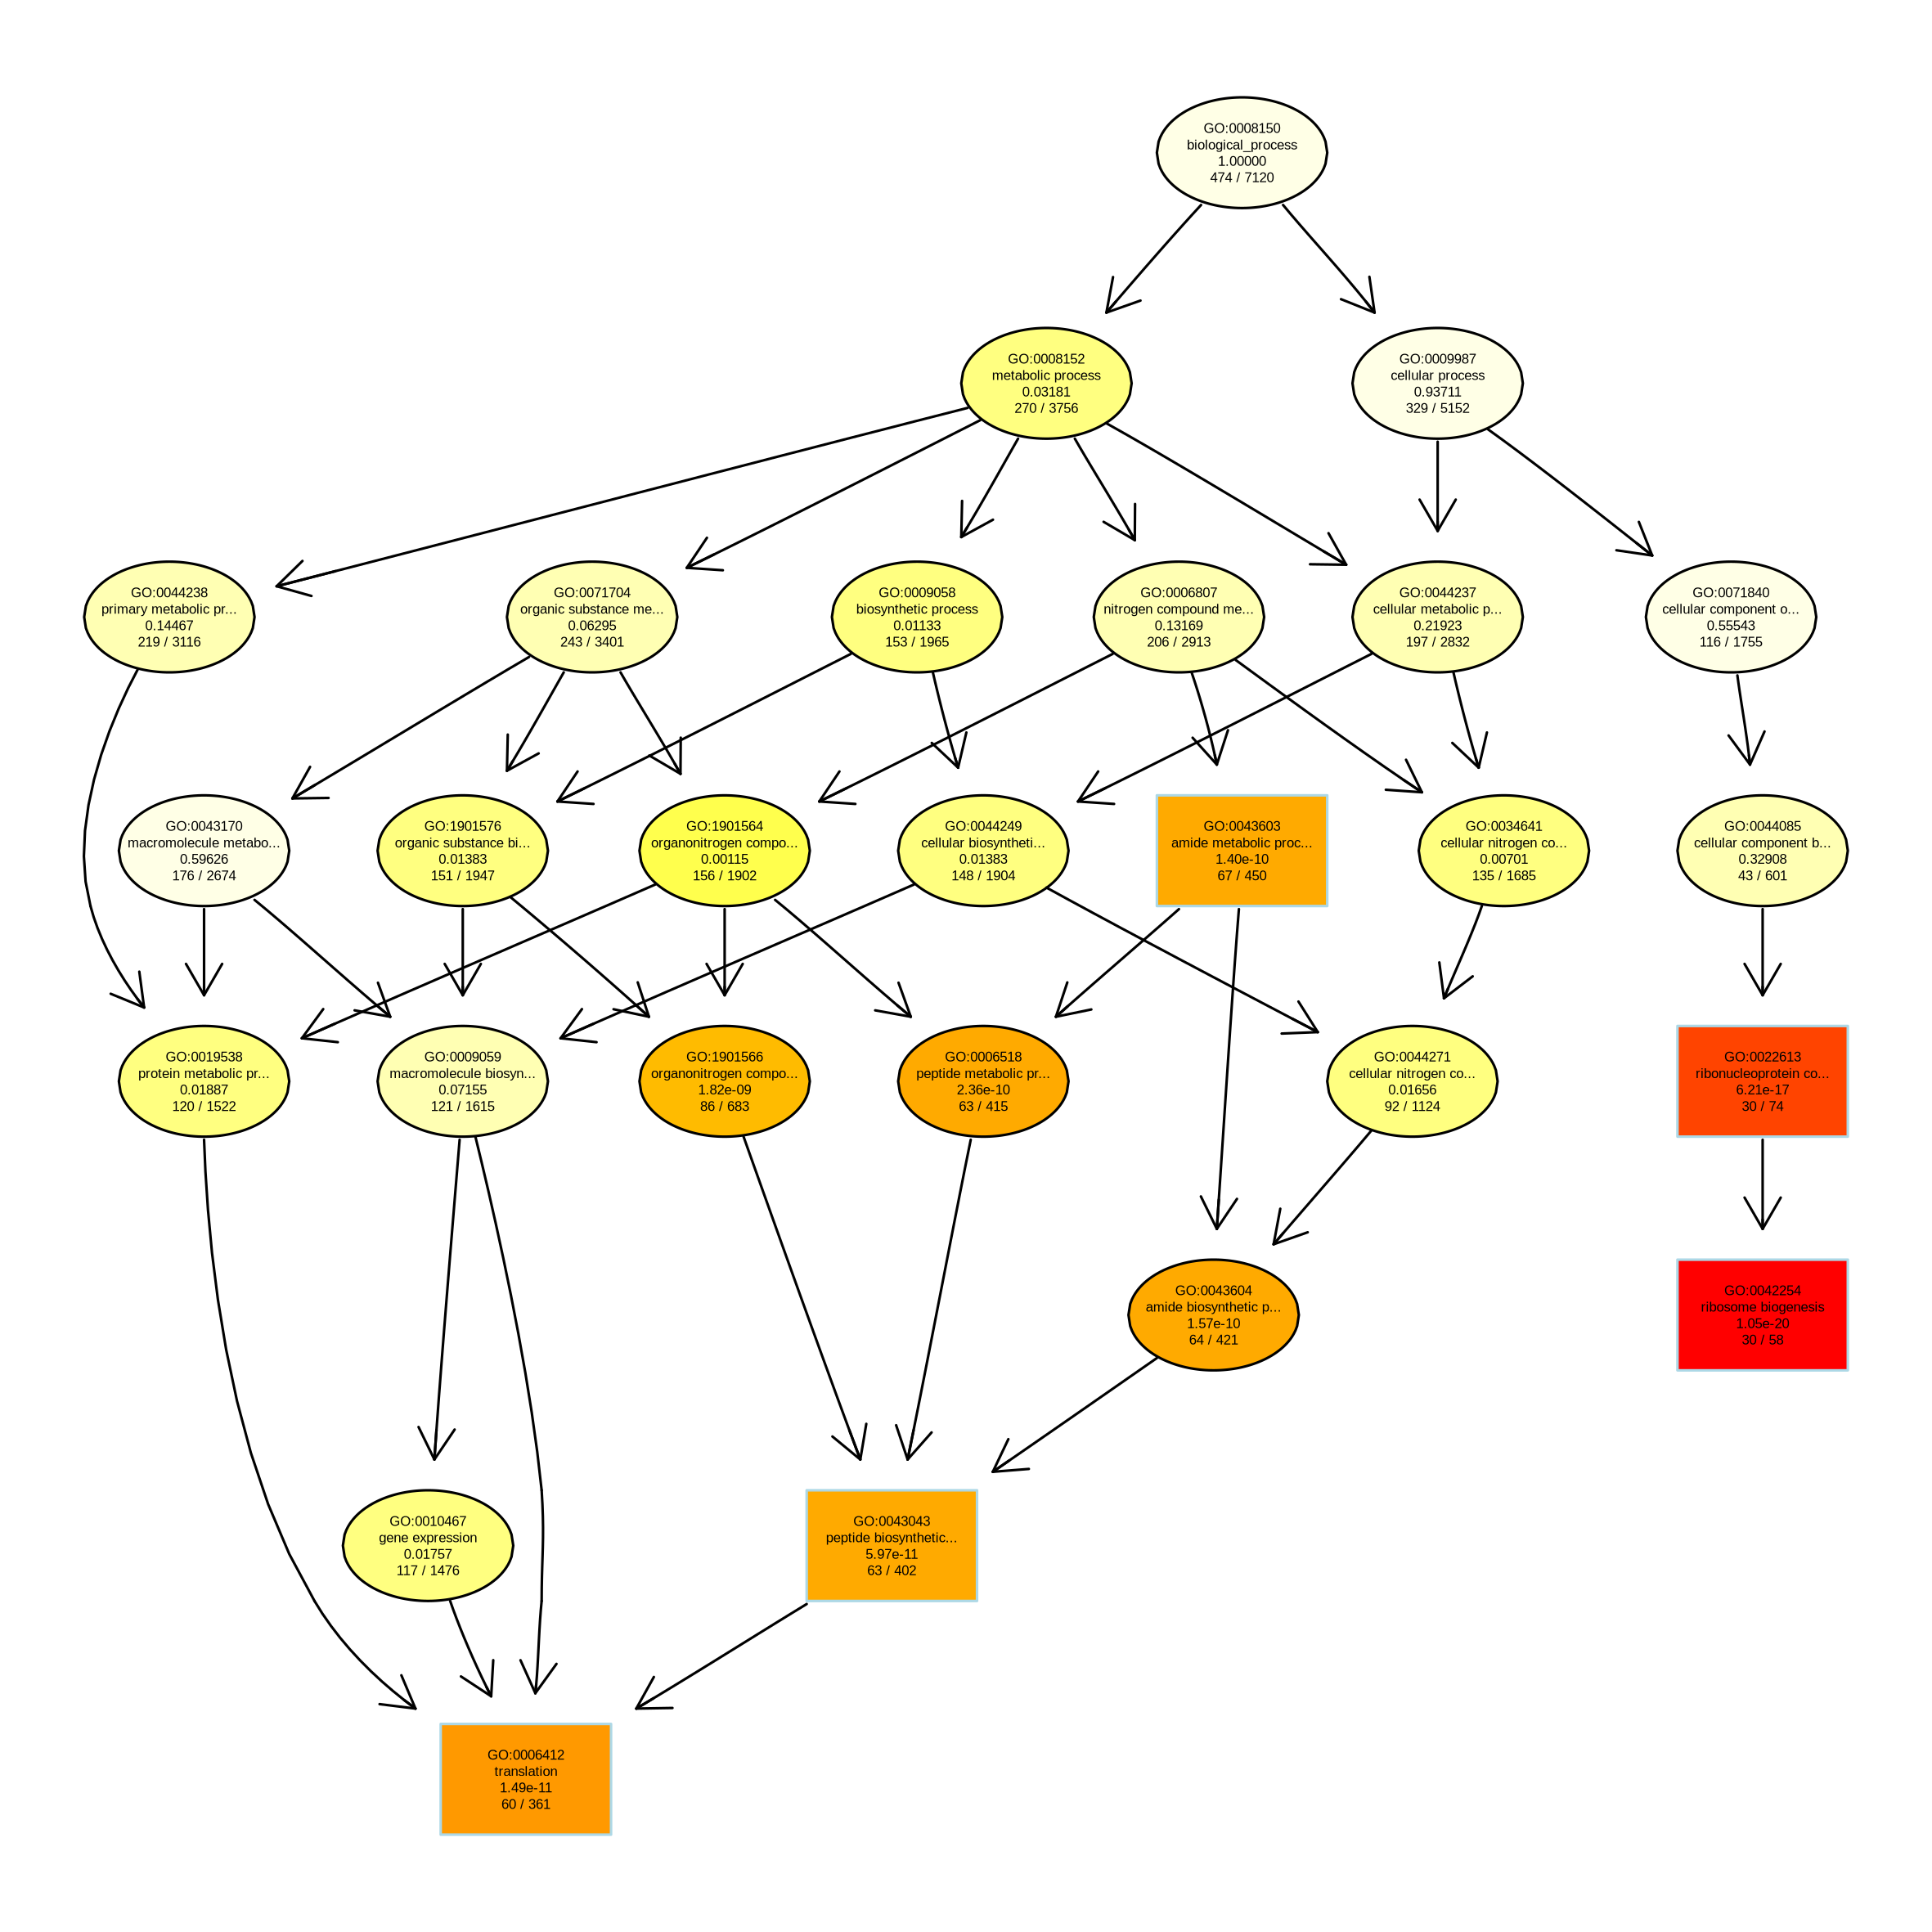 GO:0008150
biological_process
1.00000
474 / 7120
GO:0008152
metabolic process
0.03181
270 / 3756
GO:0009987
cellular process
0.93711
329 / 5152
GO:0044238
primary metabolic pr...
0.14467
219 / 3116
GO:0071704
organic substance me...
0.06295
243 / 3401
GO:0009058
biosynthetic process
0.01133
153 / 1965
GO:0006807
nitrogen compound me...
0.13169
206 / 2913
GO:0044237
cellular metabolic p...
0.21923
197 / 2832
GO:0071840
cellular component o...
0.55543
116 / 1755
GO:0043170
macromolecule metabo...
0.59626
176 / 2674
GO:1901576
organic substance bi...
0.01383
151 / 1947
GO:1901564
organonitrogen compo...
0.00115
156 / 1902
GO:0044249
cellular biosyntheti...
0.01383
148 / 1904
GO:0043603
amide metabolic proc...
1.40e-10
67 / 450
GO:0034641
cellular nitrogen co...
0.00701
135 / 1685
GO:0044085
cellular component b...
0.32908
43 / 601
GO:0019538
protein metabolic pr...
0.01887
120 / 1522
GO:0009059
macromolecule biosyn...
0.07155
121 / 1615
GO:1901566
organonitrogen compo...
1.82e-09
86 / 683
GO:0006518
peptide metabolic pr...
2.36e-10
63 / 415
GO:0044271
cellular nitrogen co...
0.01656
92 / 1124
GO:0022613
ribonucleoprotein co...
6.21e-17
30 / 74
GO:0043604
amide biosynthetic p...
1.57e-10
64 / 421
GO:0042254
ribosome biogenesis
1.05e-20
30 / 58
GO:0010467
gene expression
0.01757
117 / 1476
GO:0043043
peptide biosynthetic...
5.97e-11
63 / 402
GO:0006412
translation
1.49e-11
60 / 361